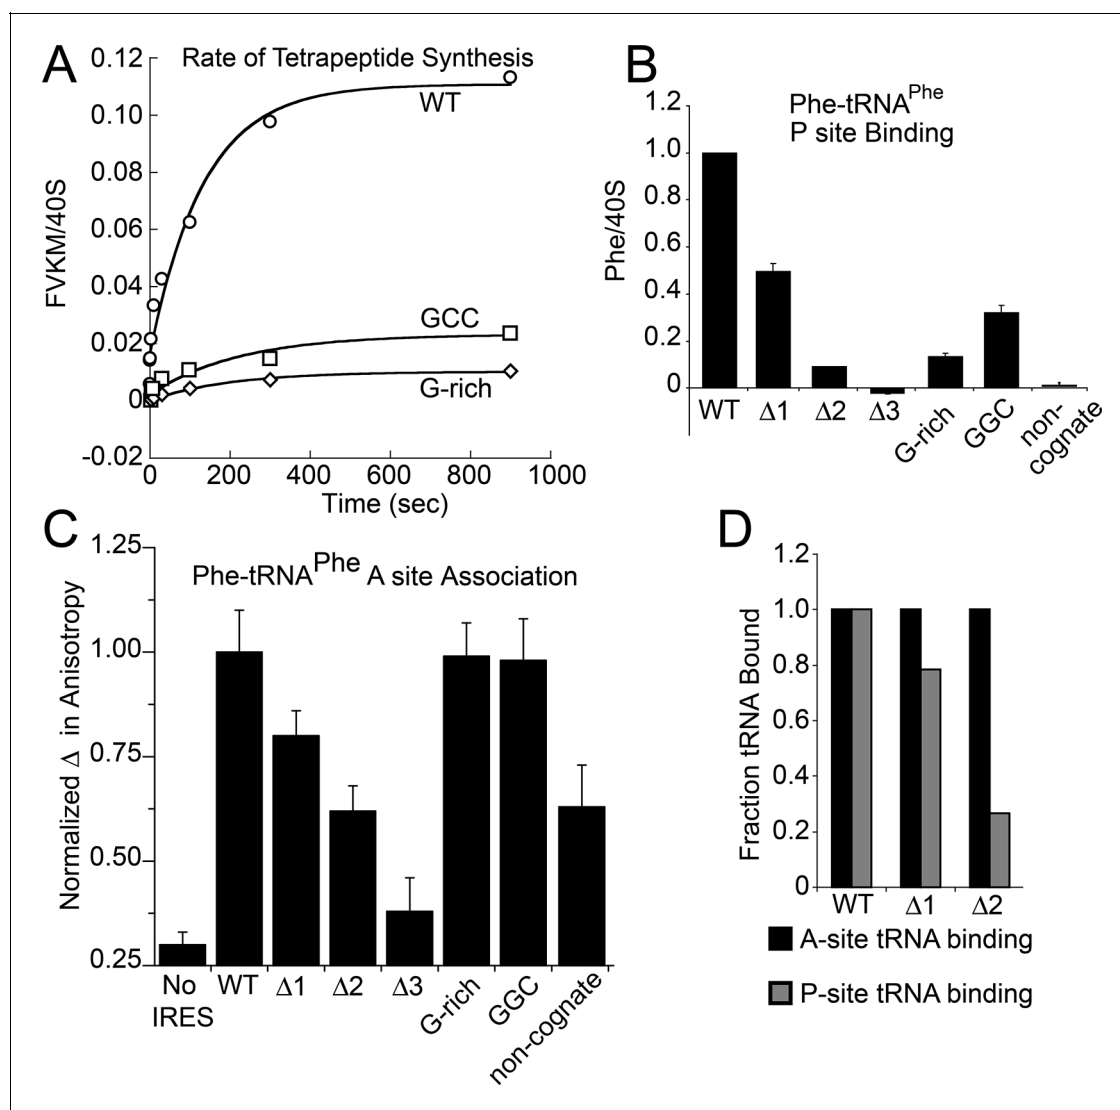 A
Rate of Tetrapeptide Synthesis
0.12
0.10
0.08
0.06
0.04
0.02
0
-0.02
FVKM/40S
WT
GCC
G-rich
0 200 400 600 800 1000
Time (sec)
B
Phe-tRNAPhe
P site Binding
1.2
1.0
0.8
0.6
0.4
0.2
0
Phe/40S
WT Δ1 Δ2 Δ3 G-rich GGC non-
cognate
C
Phe-tRNAPhe A site Association
1.25
1.00
0.75
0.50
0.25
Normalized Δ in Anisotropy
No WT Δ1 Δ2 Δ3 G-rich GGC non-cognate
IRES
D
1.2
1.0
0.8
0.6
0.4
0.2
0
Fraction tRNA Bound
WT Δ1 Δ2
A-site tRNA binding
P-site tRNA binding